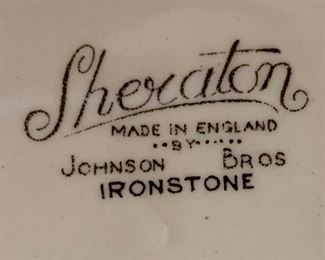 Sheraton
MADE IN ENGLAND
BY
JOHNSON BROS
IRONSTONE